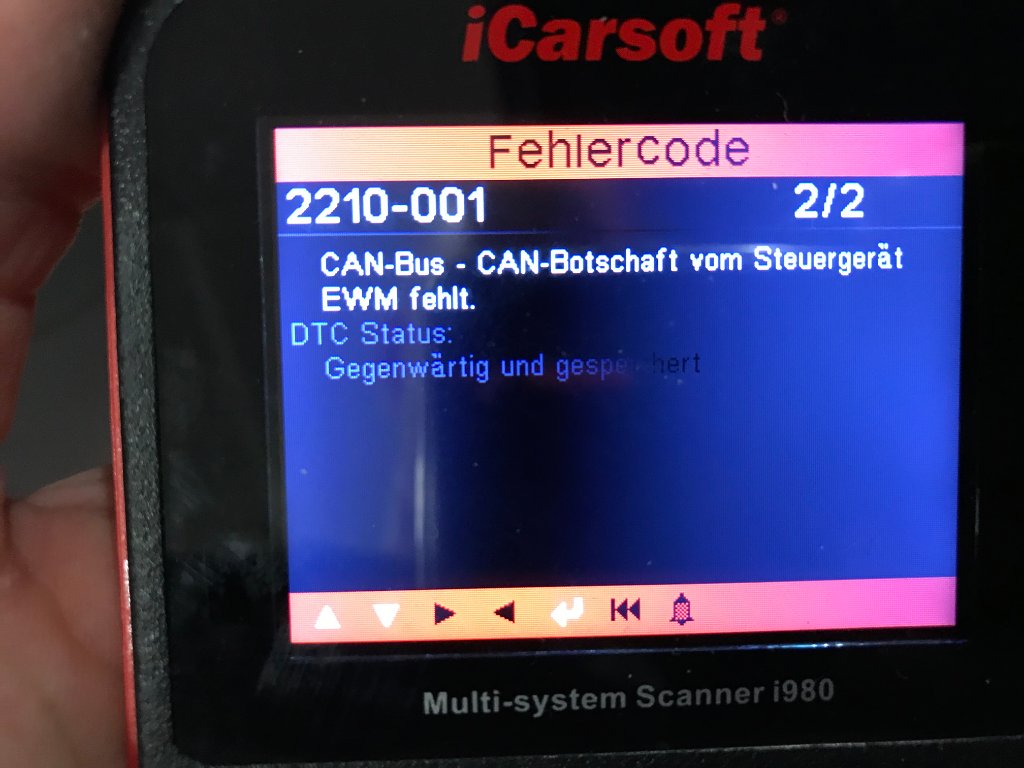 iCarsoft®
Fehlercode
2210-001 2/2
CAN-Bus - CAN-Botschaft vom Steuergerät
EWM fehlt.
DTC Status:
Gegenwärtig und gespeichert
Multi-system Scanner i980